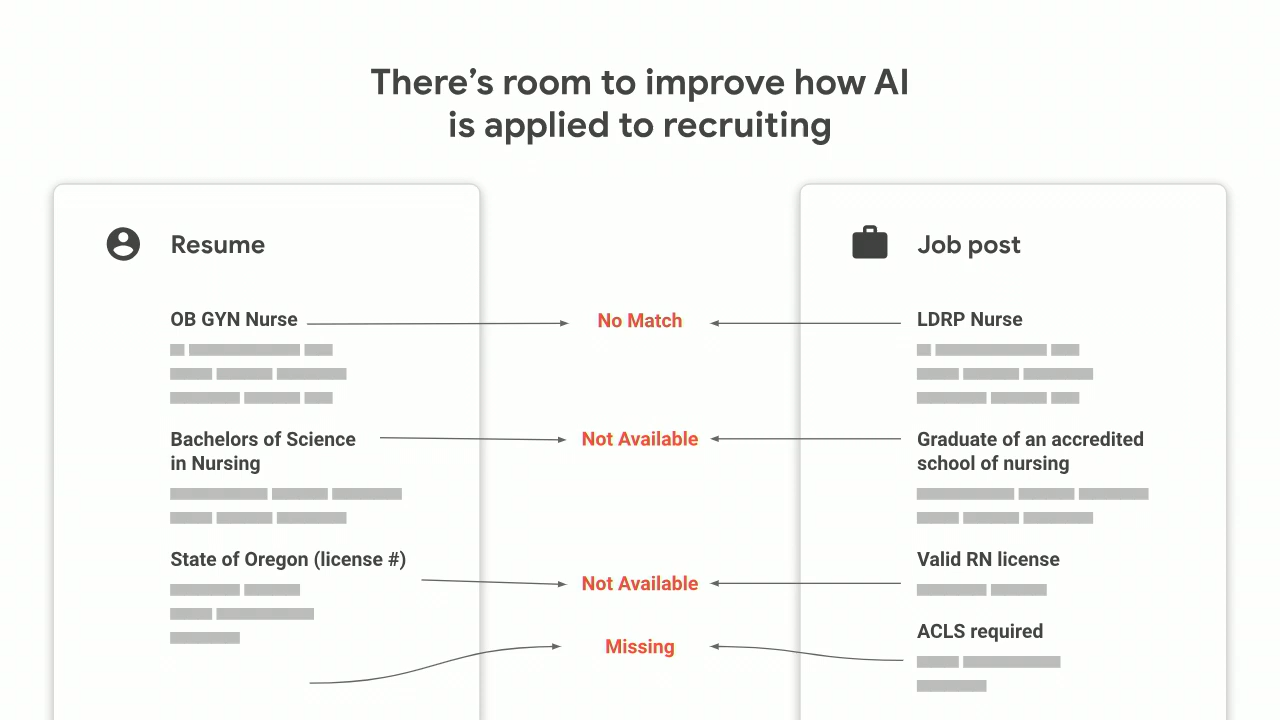 There’s room to improve how AI
is applied to recruiting
Resume
OB GYN Nurse
Bachelors of Science
in Nursing
State of Oregon (license #)
No Match
Not Available
Not Available
Missing
Job post
LDRP Nurse
Graduate of an accredited
school of nursing
Valid RN license
ACLS required